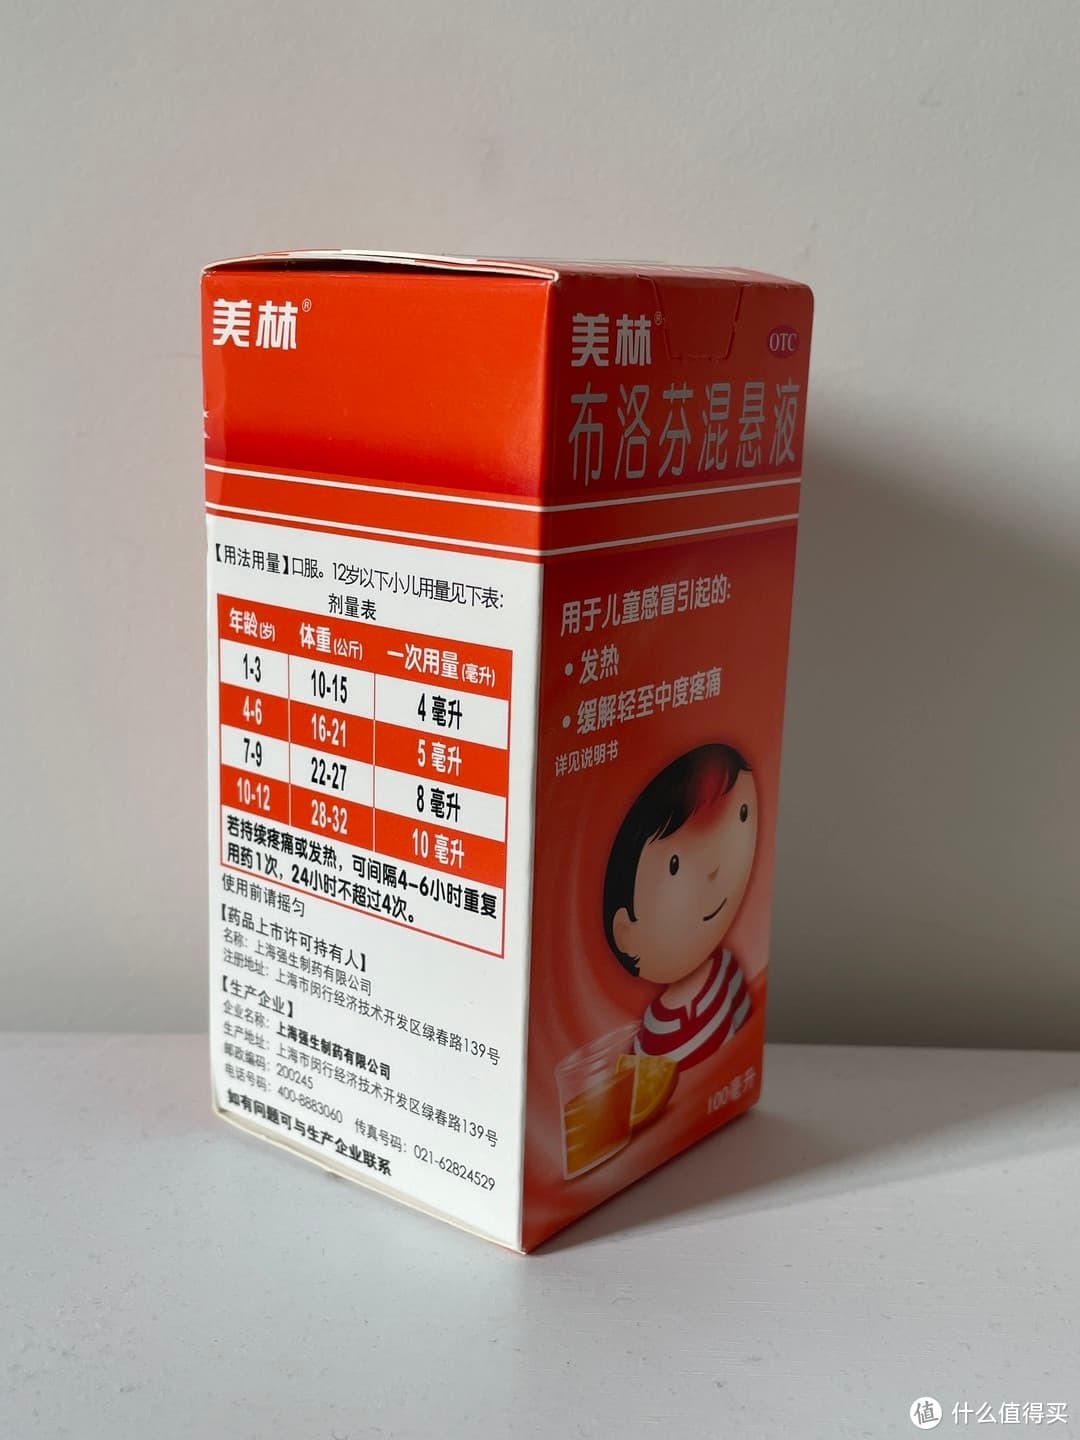 美林®
【用法用量】口服。12岁以下小儿用量见下表:
剂量表
年龄(岁) 体重(公斤) 一次用量(毫升)
1-3 10-15 4毫升
4-6 16-21 5毫升
7-9 22-27 8毫升
10-12 28-32 10毫升
若持续疼痛或发热，可间隔4-6小时重复
用药1次，24小时不超过4次。
使用前请摇匀
【药品上市许可持有人】
名称：上海强生制药有限公司
注册地址：上海市闵行经济技术开发区绿春路139号
【生产企业】
企业名称：上海强生制药有限公司
生产地址：上海市闵行经济技术开发区绿春路139号
邮政编码：200245
电话号码：400-8883060 传真号码：021-62824529
如有问题可与生产企业联系
美林®
OTC
布洛芬混悬液
用于儿童感冒引起的:
•发热
•缓解轻至中度疼痛
详见说明书
100毫升
值 什么值得买